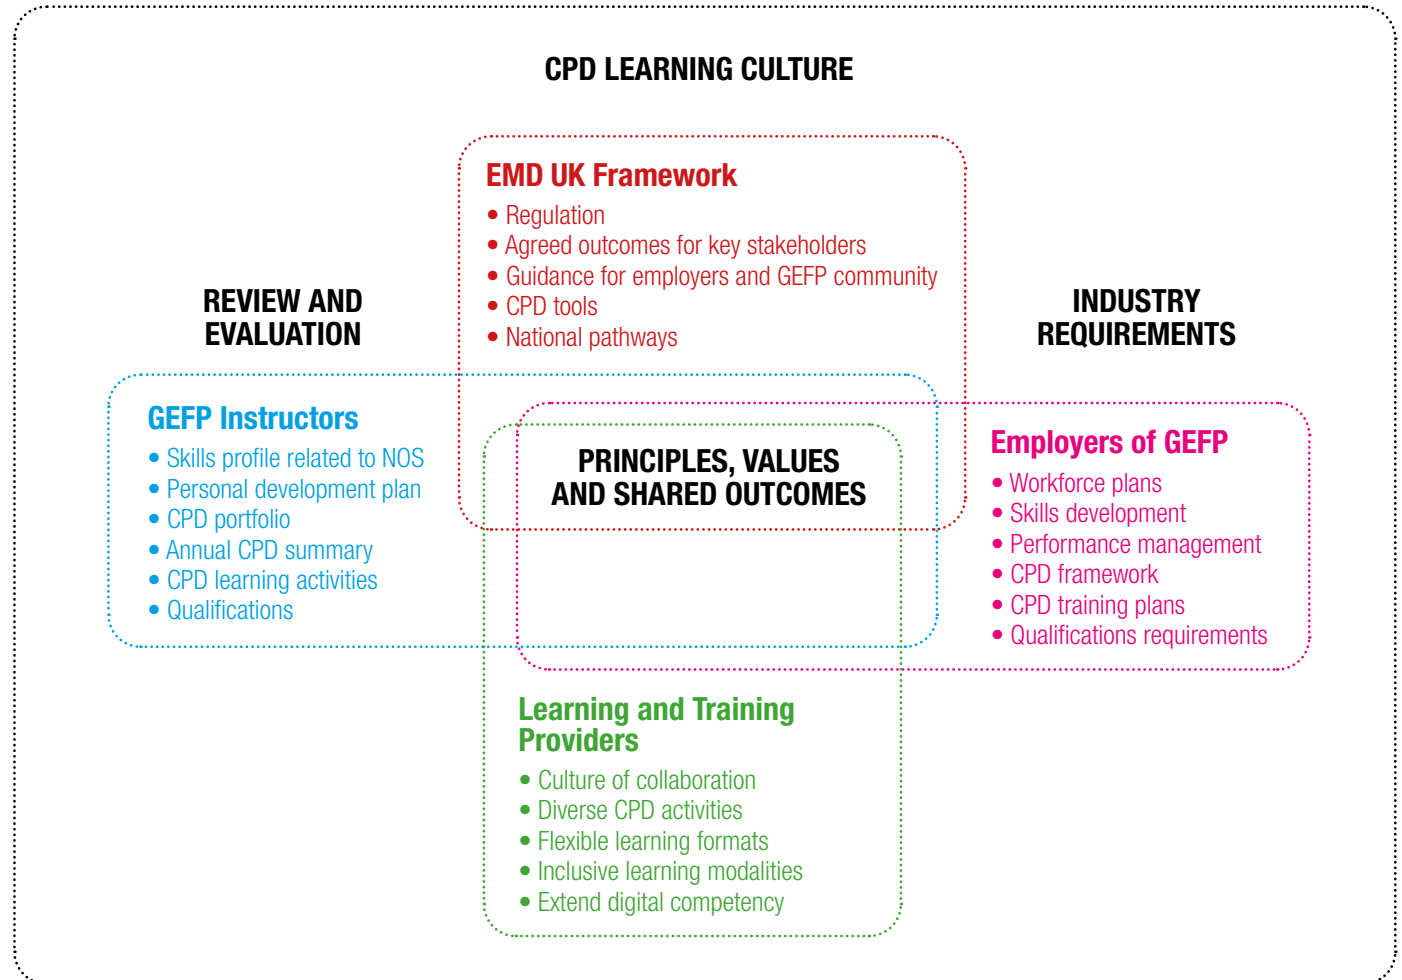 CPD LEARNING CULTURE
EMD UK Framework
• Regulation
• Agreed outcomes for key stakeholders
• Guidance for employers and GEFP community
• CPD tools
• National pathways
REVIEW AND
EVALUATION
INDUSTRY
REQUIREMENTS
GEFP Instructors
• Skills profile related to NOS
• Personal development plan
• CPD portfolio
• Annual CPD summary
• CPD learning activities
• Qualifications
PRINCIPLES, VALUES
AND SHARED OUTCOMES
Employers of GEFP
• Workforce plans
• Skills development
• Performance management
• CPD framework
• CPD training plans
• Qualifications requirements
Learning and Training
Providers
• Culture of collaboration
• Diverse CPD activities
• Flexible learning formats
• Inclusive learning modalities
• Extend digital competency